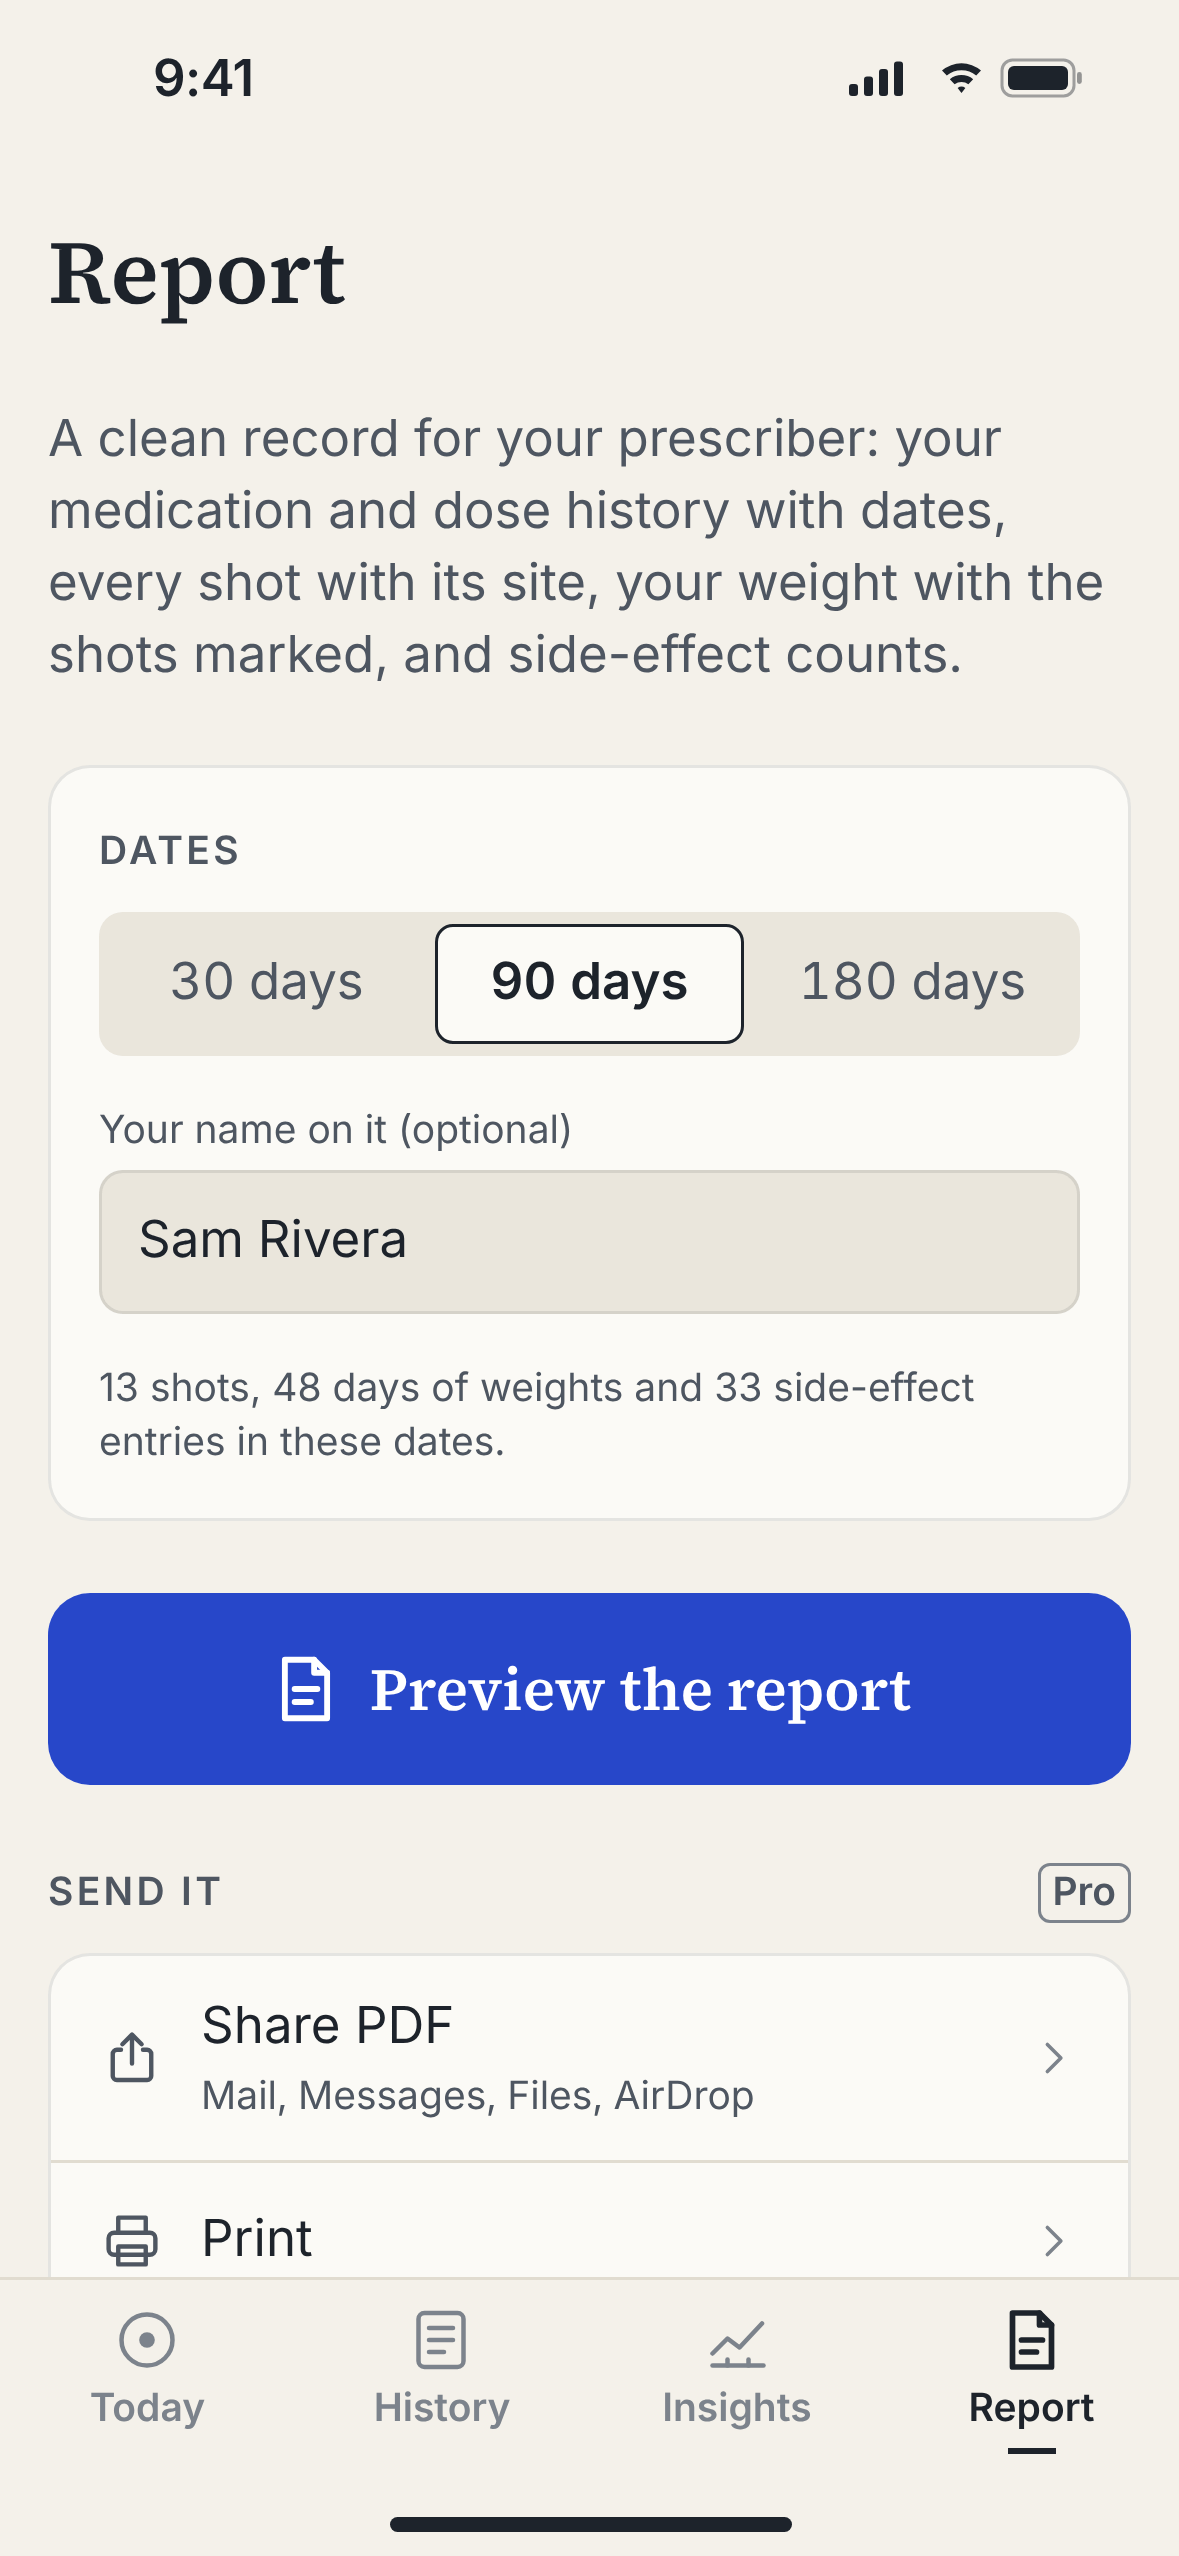 9:41
Report
A clean record for your prescriber: your
medication and dose history with dates,
every shot with its site, your weight with the
shots marked, and side-effect counts.
DATES
30 days
90 days
180 days
Your name on it (optional)
Sam Rivera
13 shots, 48 days of weights and 33 side-effect
entries in these dates.
Preview the report
SEND IT
Pro
Share PDF
Mail, Messages, Files, AirDrop
Print
Today
History
Insights
Report